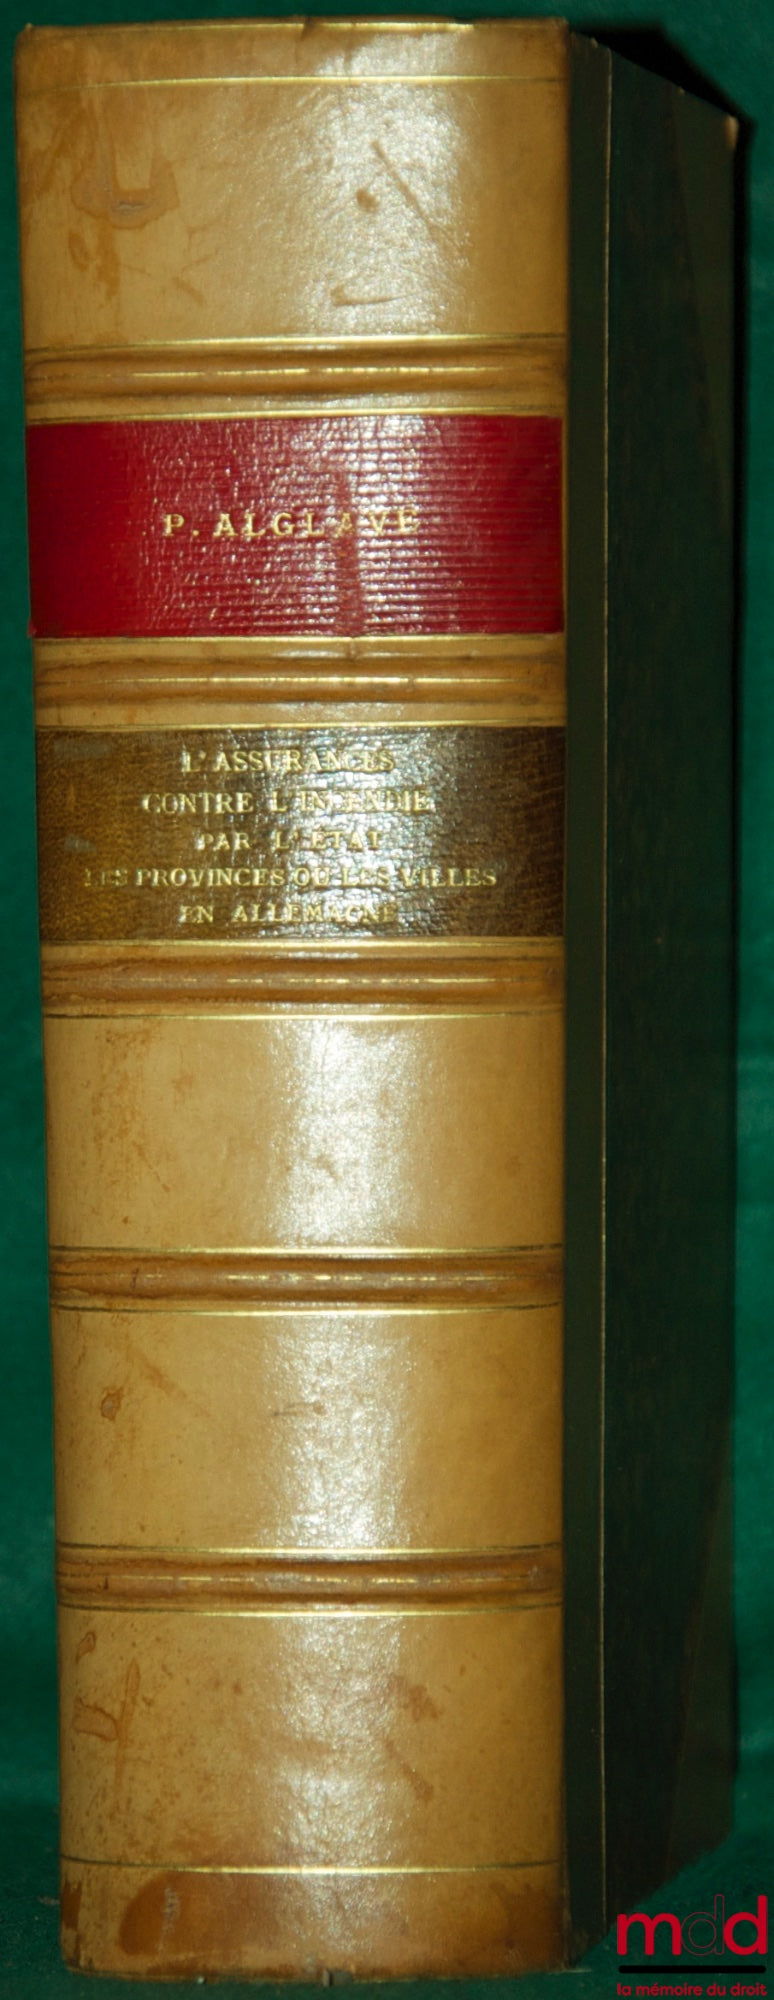 P. ALGLAVE
L'ASSURANCES
CONTRE L'INCENDIE
PAR L'ÉTAT
LES PROVINCES OU LES VILLES
EN ALLEMAGNE
mdd
la mémoire du droit